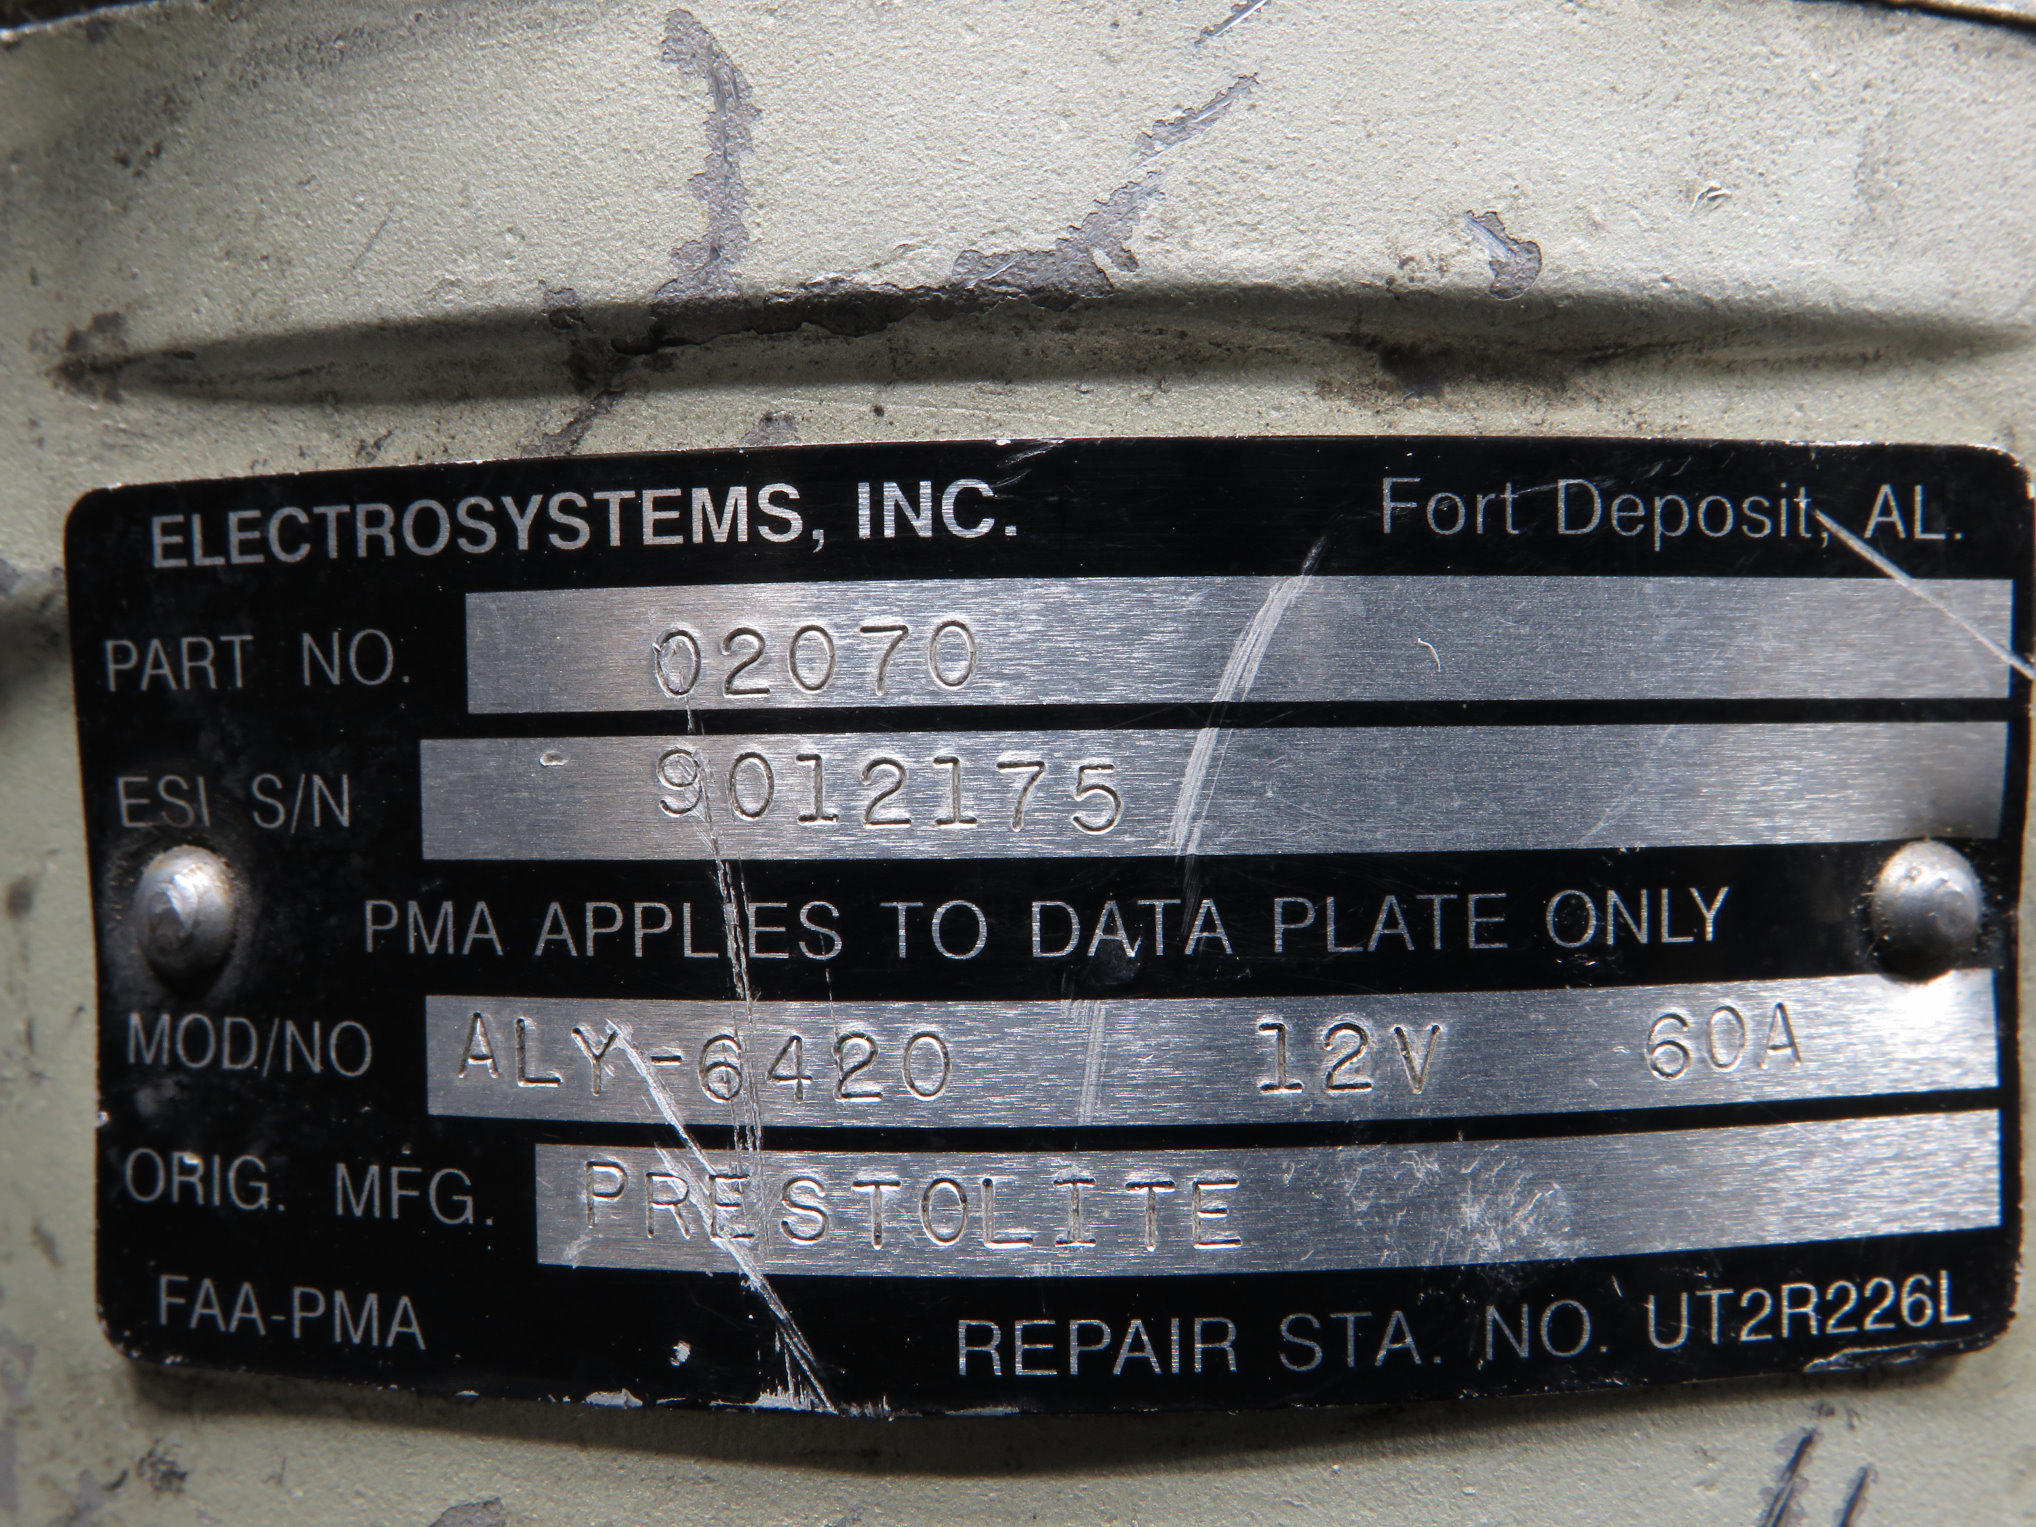 ELECTROSYSTEMS, INC. Fort Deposit, AL.
PART NO. 02070
ESI S/N 9012175
PMA APPLIES TO DATA PLATE ONLY
MOD/NO ALY-6420 12V 60A
ORIG. MFG. PRESTOLITE
FAA-PMA REPAIR STA. NO. UT2R226L